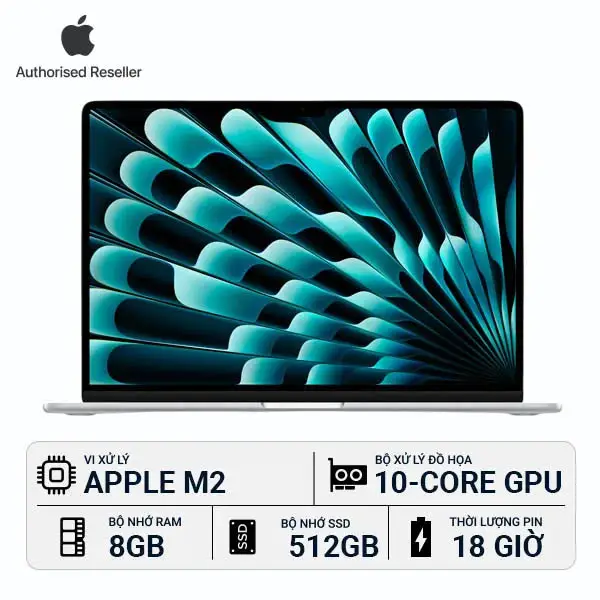 Authorised Reseller
VI XỬ LÝ
APPLE M2
BỘ XỬ LÝ ĐỒ HỌA
10-CORE GPU
BỘ NHỚ RAM
8GB
SSD
BỘ NHỚ SSD
512GB
THỜI LƯỢNG PIN
18 GIỜ